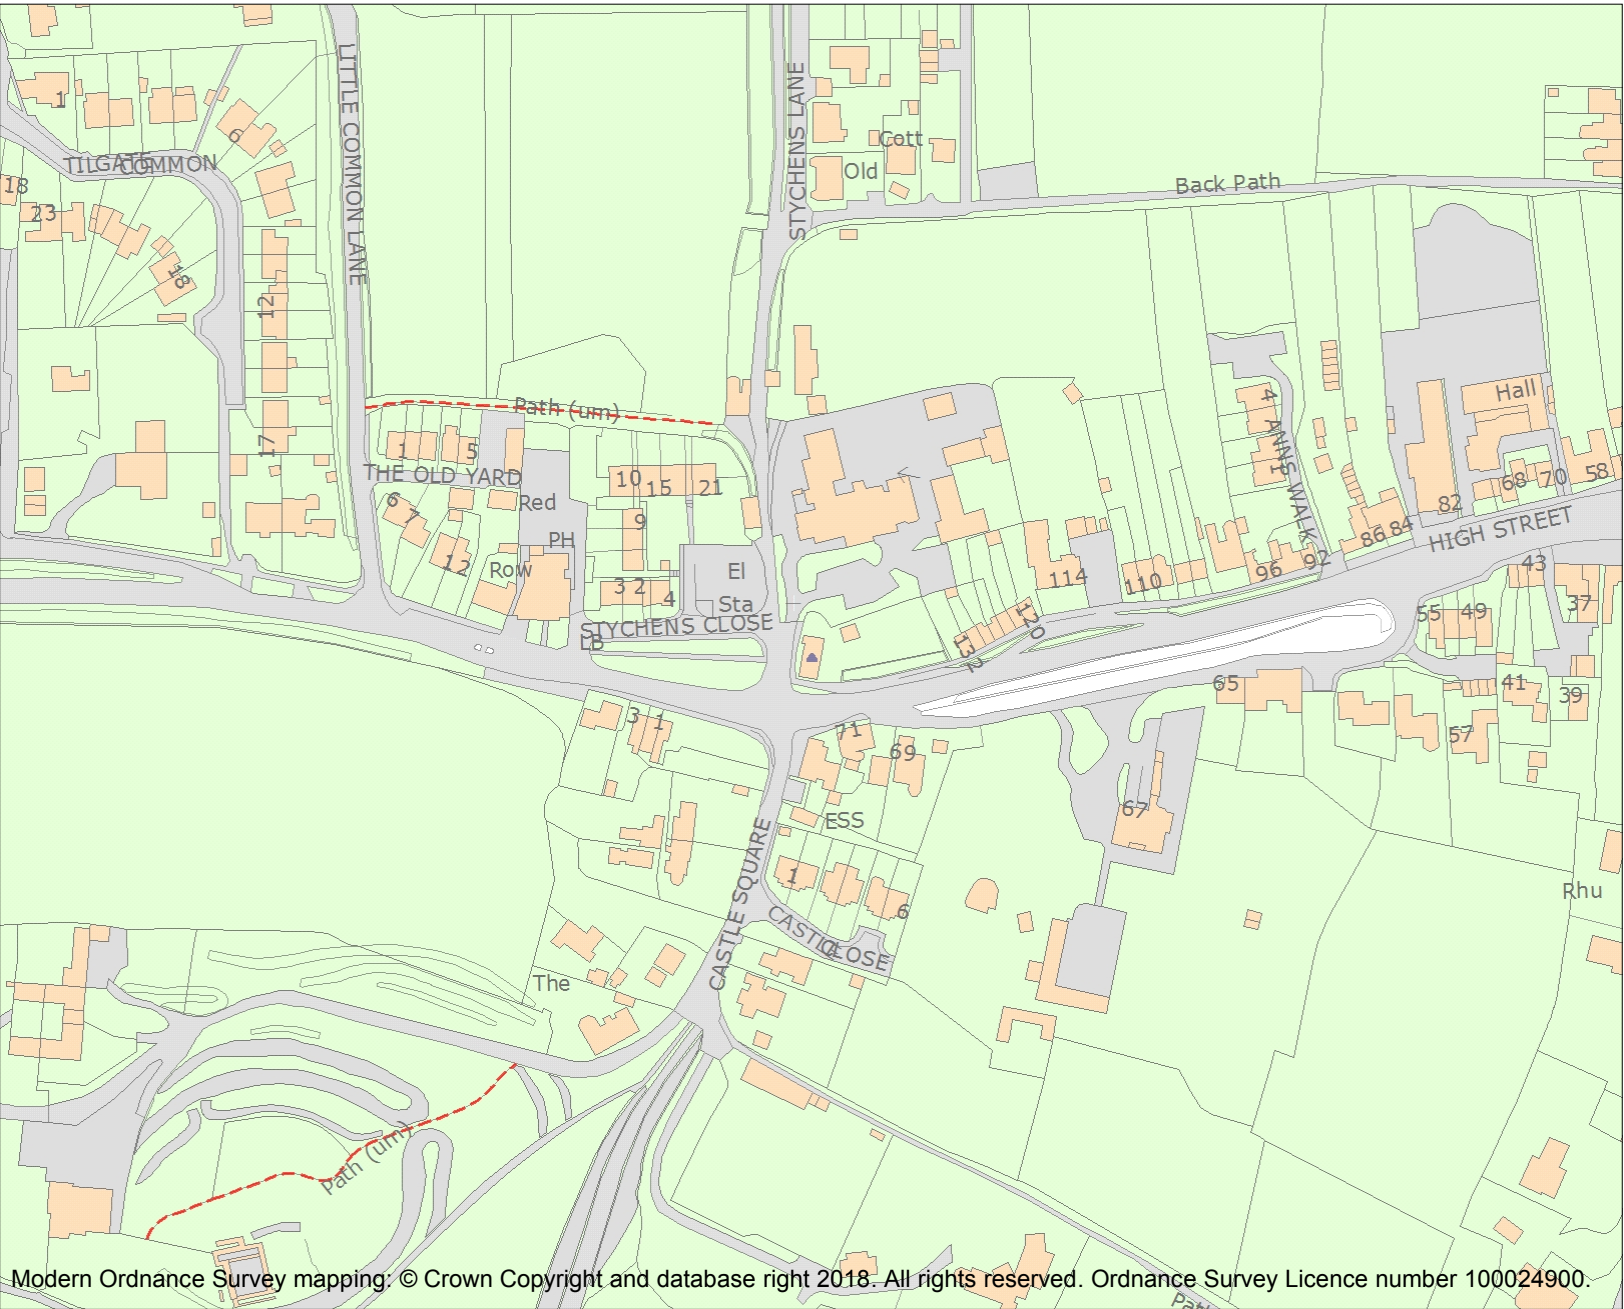 LITTLE COMMON LANE
STYCHENS LANE
1
6
TILGATE COMMON
Cott
Old
18
23
Back Path
18
12
17
Path (um)
1
5
THE OLD YARD
6
7
Red
PH
Row
1 2
10
15
21
9
3 2
4
El
Sta
STYCHENS CLOSE
LB
4
1
ANNS WALK
Hall
68
70
58
82
86 84
HIGH STREET
92
96
110
114
120
132
43
37
55
49
41
39
57
65
67
3
1
71
69
ESS
CASTLE SQUARE
1
6
CASTLE
CLOSE
Rhu
The
Path (um)
Modern Ordnance Survey mapping: © Crown Copyright and database right 2018. All rights reserved. Ordnance Survey Licence number 100024900.